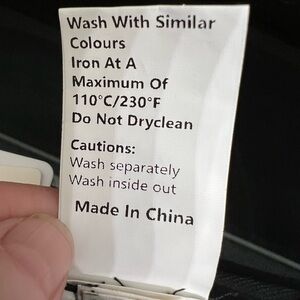 Wash With Similar
Colours
Iron At A
Maximum Of
110°C/230°F
Do Not Dryclean
Cautions:
Wash separately
Wash inside out
Made In China